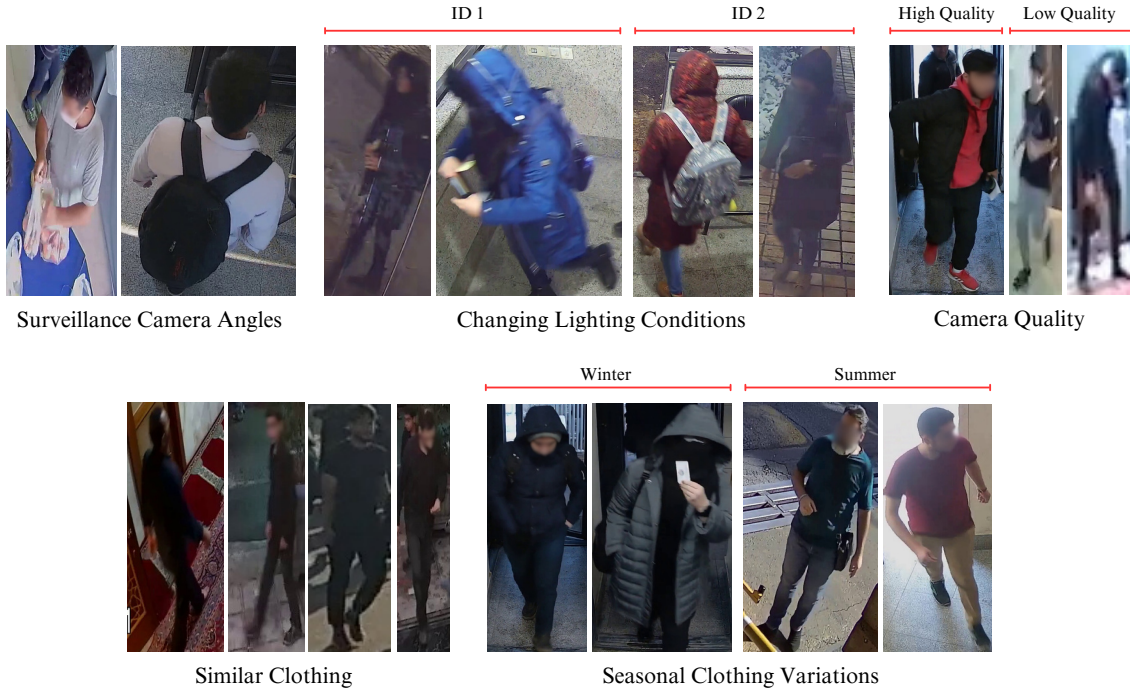 ID 1
ID 2
High Quality
Low Quality
Surveillance Camera Angles
Changing Lighting Conditions
Camera Quality
Winter
Summer
Similar Clothing
Seasonal Clothing Variations